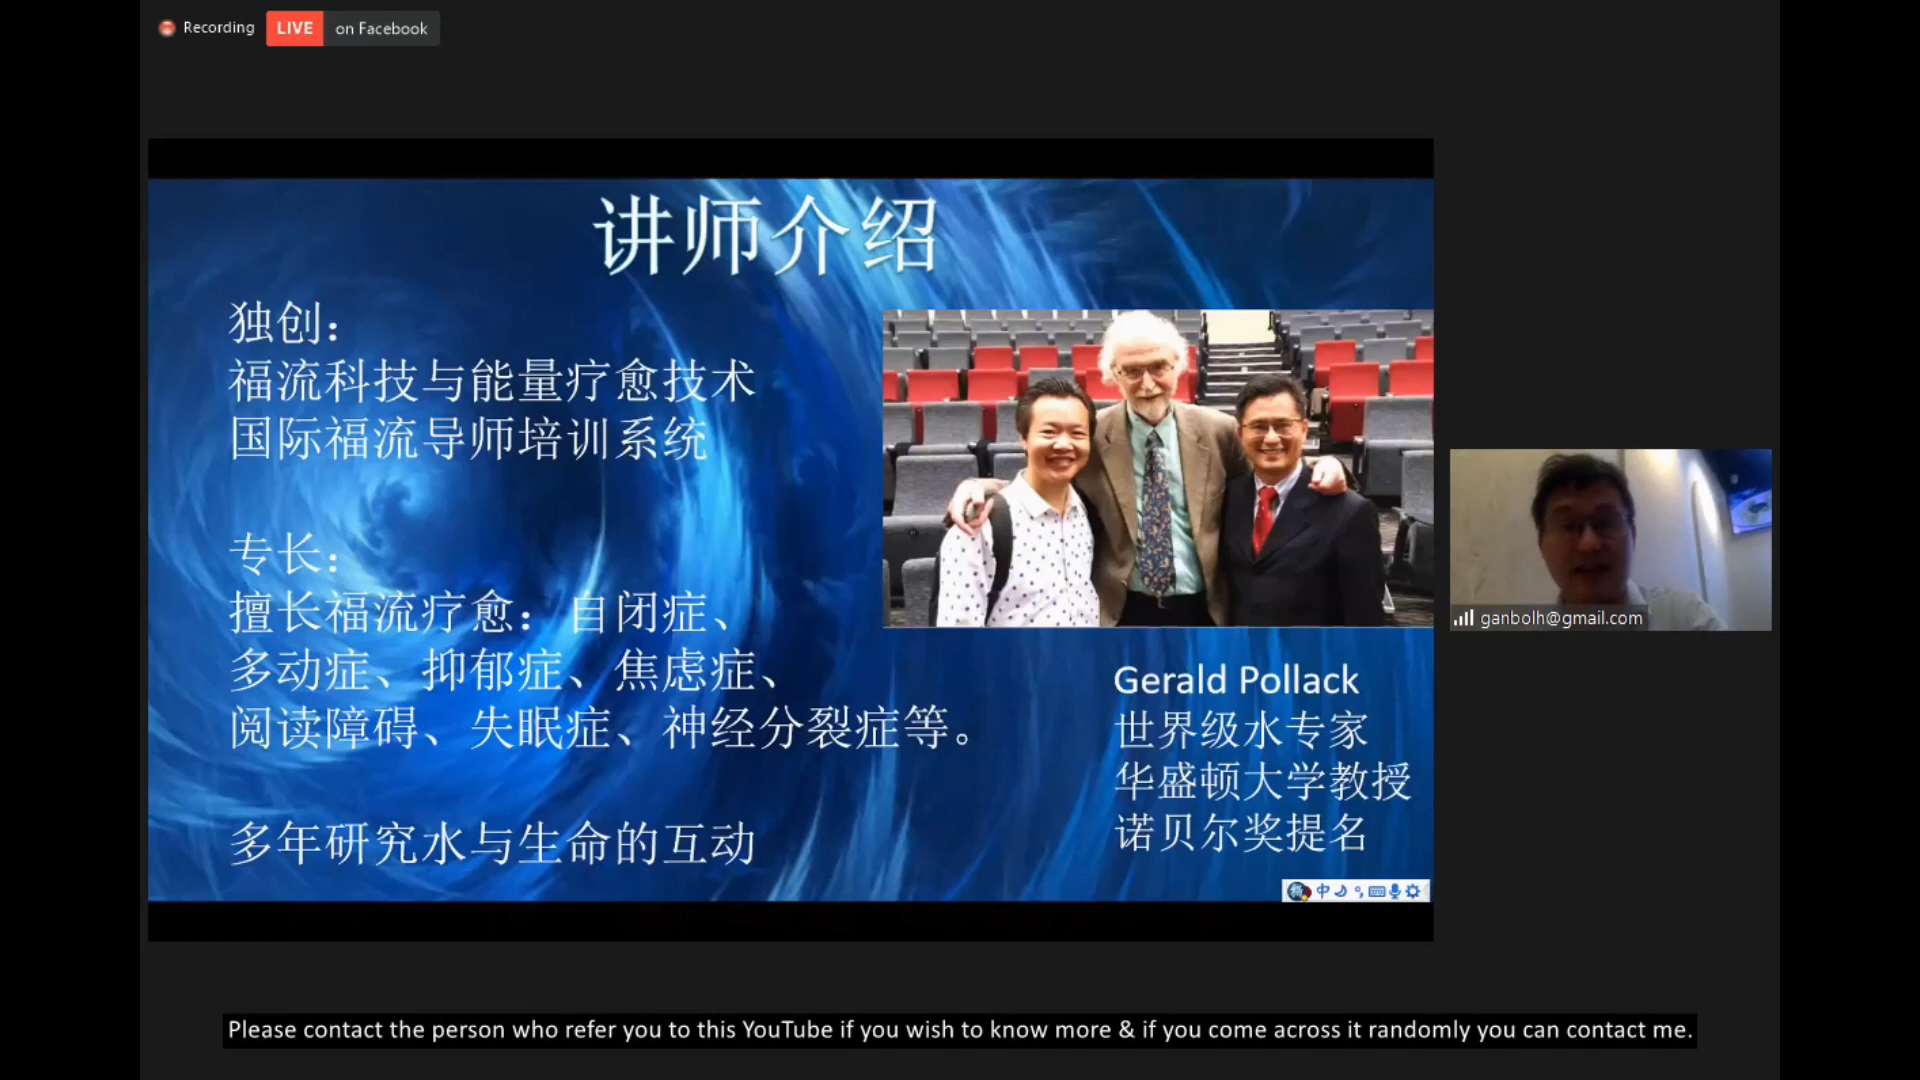 Recording LIVE on Facebook
讲师介绍
独创：
福流科技与能量疗愈技术
国际福流导师培训系统
专长：
擅长福流疗愈：自闭症、
多动症、抑郁症、焦虑症、
阅读障碍、失眠症、神经分裂症等。
多年研究水与生命的互动
Gerald Pollack
世界级水专家
华盛顿大学教授
诺贝尔奖提名
中
ganbolh@gmail.com
Please contact the person who refer you to this YouTube if you wish to know more & if you come across it randomly you can contact me.